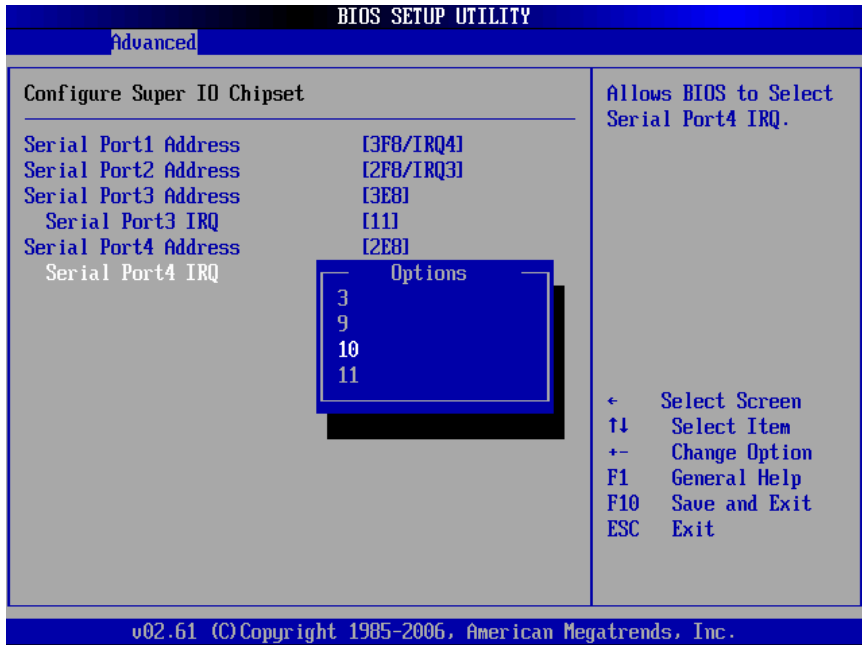 BIOS SETUP UTILITY
Advanced
Configure Super IO Chipset
Serial Port1 Address [3F8/IRQ4]
Serial Port2 Address [2F8/IRQ3]
Serial Port3 Address [3E8]
Serial Port3 IRQ [11]
Serial Port4 Address [2E8]
Serial Port4 IRQ
Options
3
9
10
11
Allows BIOS to Select
Serial Port4 IRQ.
← Select Screen
↑↓ Select Item
+- Change Option
F1 General Help
F10 Save and Exit
ESC Exit
v02.61 (C)Copyright 1985-2006, American Megatrends, Inc.